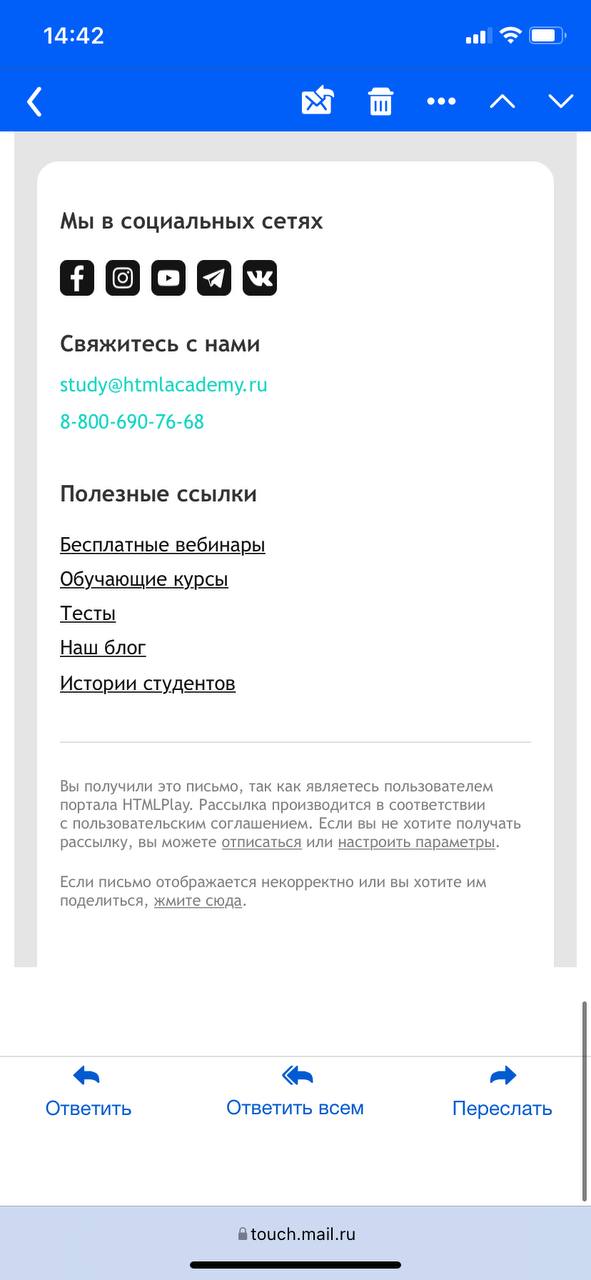 14:42
Мы в социальных сетях
Свяжитесь с нами
study@htmlacademy.ru
8-800-690-76-68
Полезные ссылки
Бесплатные вебинары
Обучающие курсы
Тесты
Наш блог
Истории студентов
Вы получили это письмо, так как являетесь пользователем
портала HTMLPlay. Рассылка производится в соответствии
с пользовательским соглашением. Если вы не хотите получать
рассылку, вы можете отписаться или настроить параметры.
Если письмо отображается некорректно или вы хотите им
поделиться, жмите сюда.
Ответить
Ответить всем
Переслать
touch.mail.ru